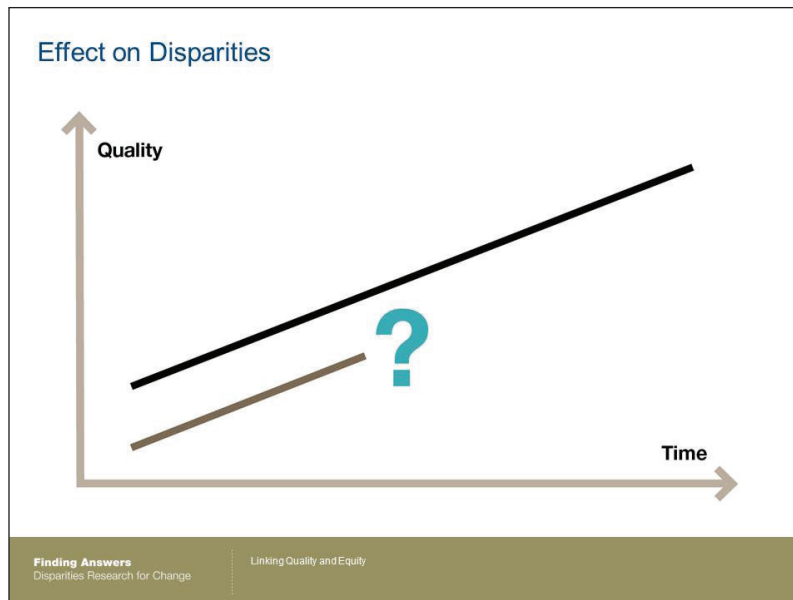 Effect on Disparities
Quality
?
Time
Finding Answers
Disparities Research for Change
Linking Quality and Equity